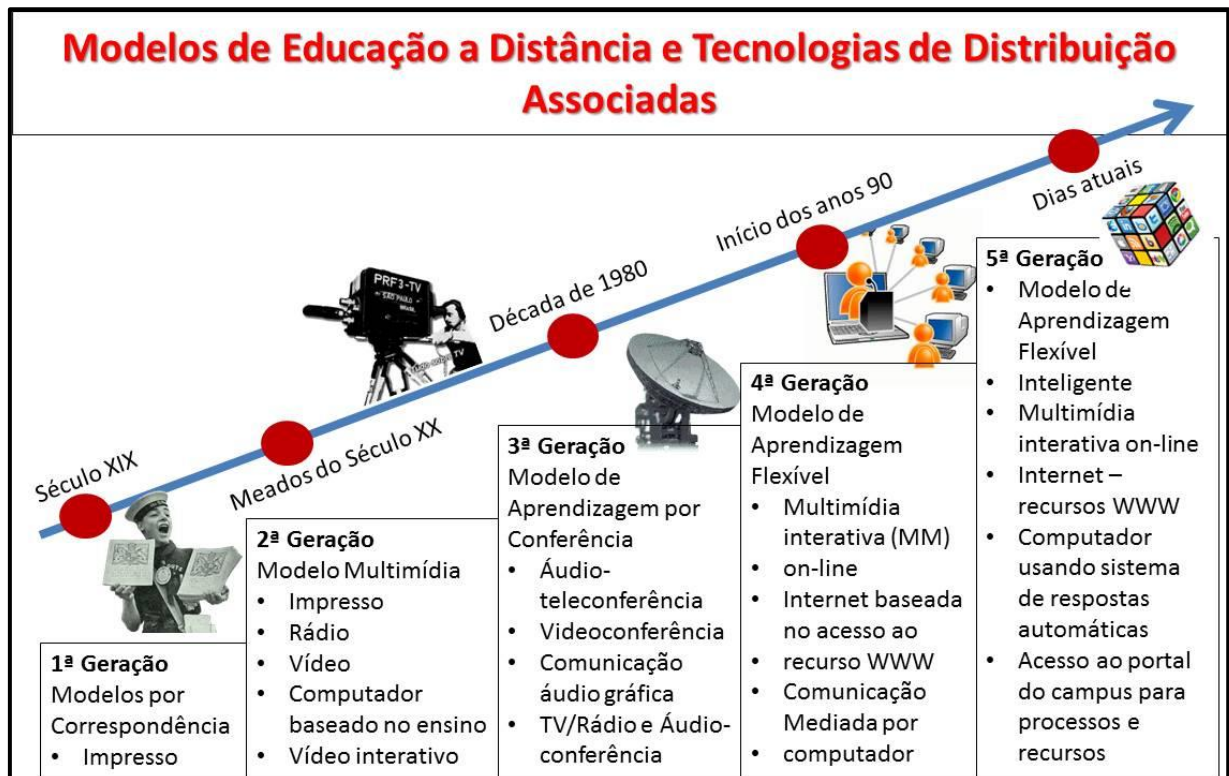 Modelos de Educação a Distância e Tecnologias de Distribuição
Associadas
Século XIX
Meados do Século XX
Década de 1980
Início dos anos 90
Dias atuais
PRF3-TV
SÃO PAULO
BRASIL
TV
1ª Geração
Modelos por
Correspondência
• Impresso
2ª Geração
Modelo Multimídia
• Impresso
• Rádio
• Vídeo
• Computador
baseado no ensino
• Vídeo interativo
3ª Geração
Modelo de
Aprendizagem por
Conferência
• Áudio-
teleconferência
• Videoconferência
• Comunicação
áudio gráfica
• TV/Rádio e Áudio-
conferência
4ª Geração
Modelo de
Aprendizagem
Flexível
• Multimídia
interativa (MM)
• on-line
• Internet baseada
no acesso ao
• recurso WWW
• Comunicação
Mediada por
• computador
5ª Geração
• Modelo de
Aprendizagem
Flexível
• Inteligente
• Multimídia
interativa on-line
• Internet –
recursos WWW
• Computador
usando sistema
de respostas
automáticas
• Acesso ao portal
do campus para
processos e
recursos